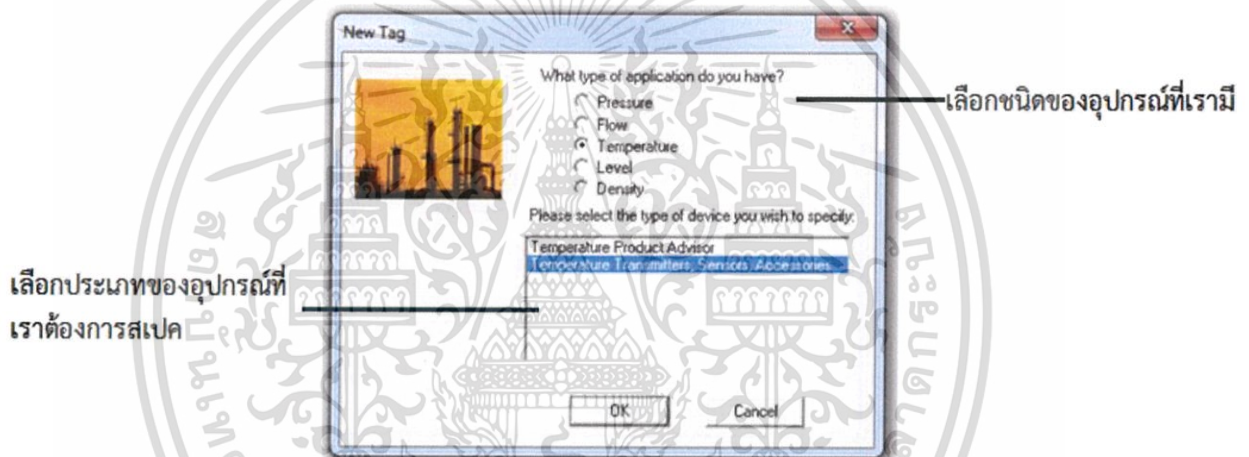 New Tag
What type of application do you have?
Pressure
Flow
Temperature
Level
Density
เลือกชนิดของอุปกรณ์ที่เรามี
Please select the type of device you wish to specify:
Temperature Product Advisor
Temperature Transmitters, Sensors, Accessories
เลือกประเภทของอุปกรณ์ที่
เราต้องการสเปค
OK
Cancel